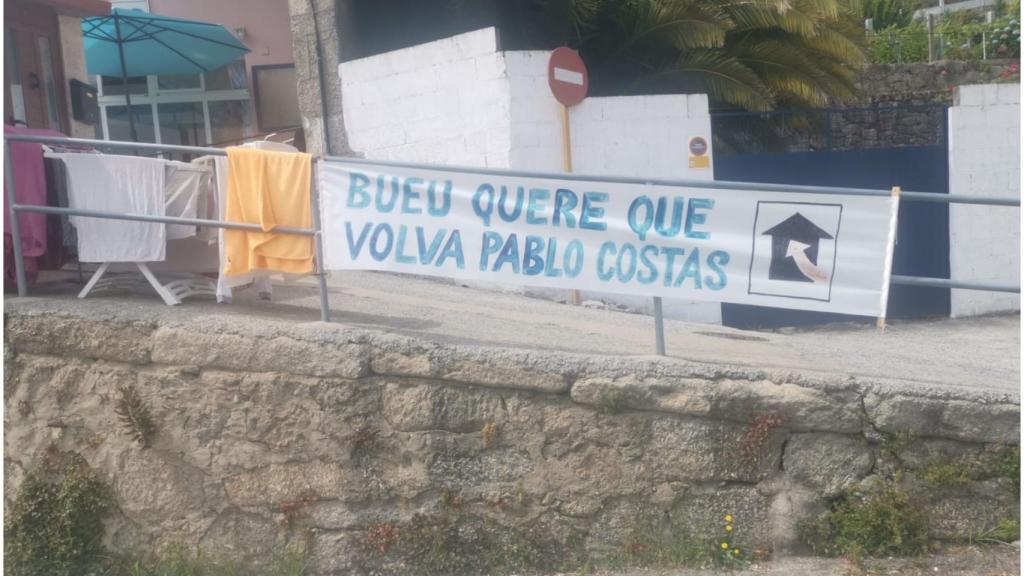 BUEU QUERE QUE
VOLVA PABLO COSTAS